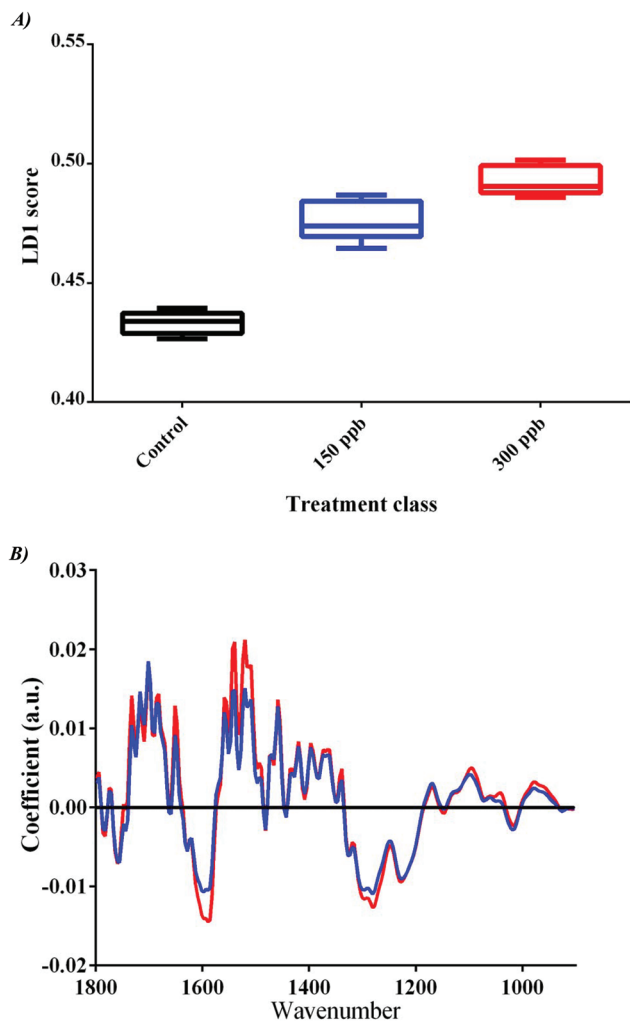 A)
0.55
0.50
0.45
0.40
LD1 score
Control
150 ppb
300 ppb
Treatment class
B)
0.03
0.02
0.01
0.00
-0.01
-0.02
Coefficient (a.u.)
1800 1600 1400 1200 1000
Wavenumber